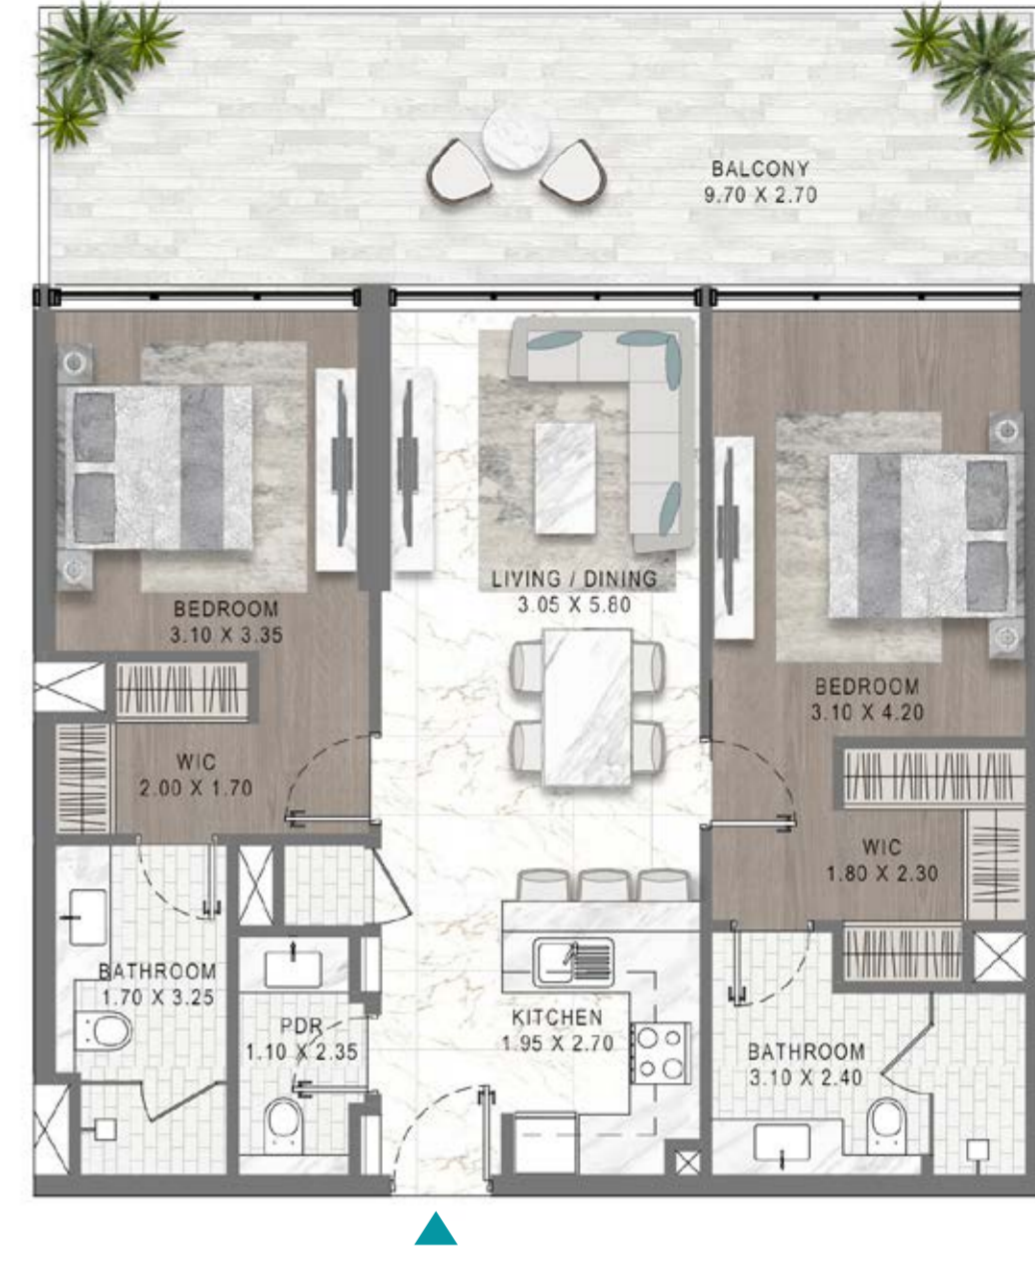 BALCONY
9.70 X 2.70
LIVING / DINING
3.05 X 5.80
BEDROOM
3.10 X 3.35
BEDROOM
3.10 X 4.20
WIC
2.00 X 1.70
WIC
1.80 X 2.30
BATHROOM
1.70 X 3.25
PDR
1.10 X 2.35
KITCHEN
1.95 X 2.70
BATHROOM
3.10 X 2.40